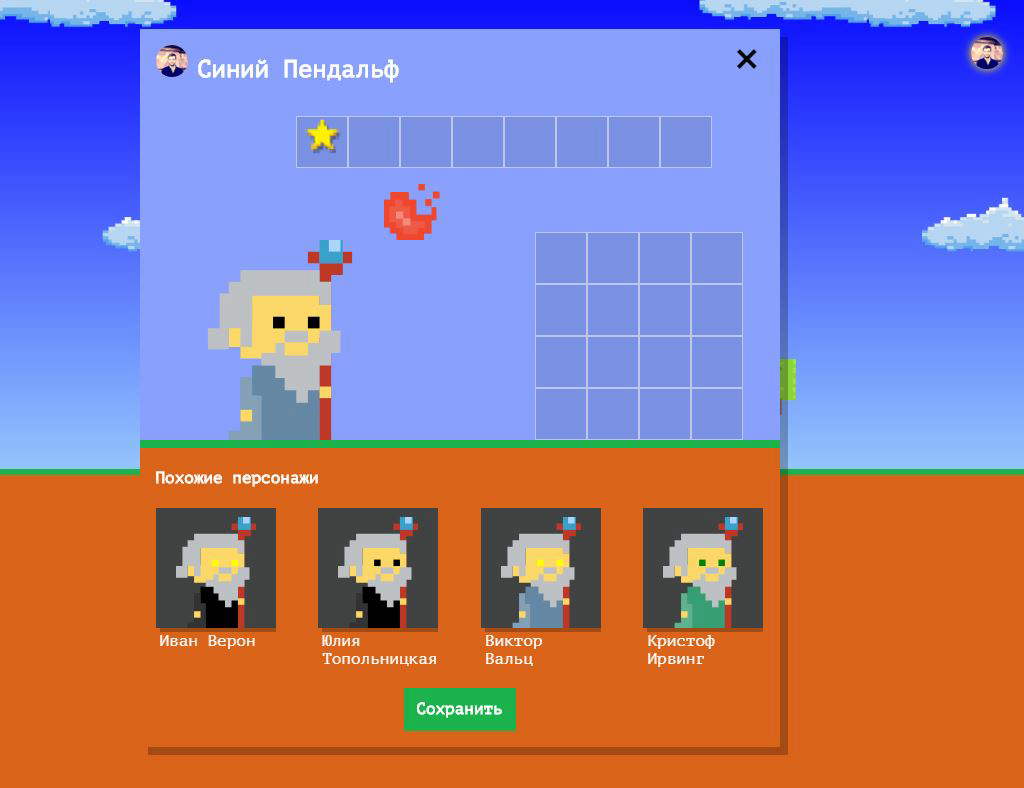 Синий Пендальф
Похожие персонажи
Иван Верон
Юлия
Топольницкая
Виктор
Вальц
Кристоф
Ирвинг
Сохранить